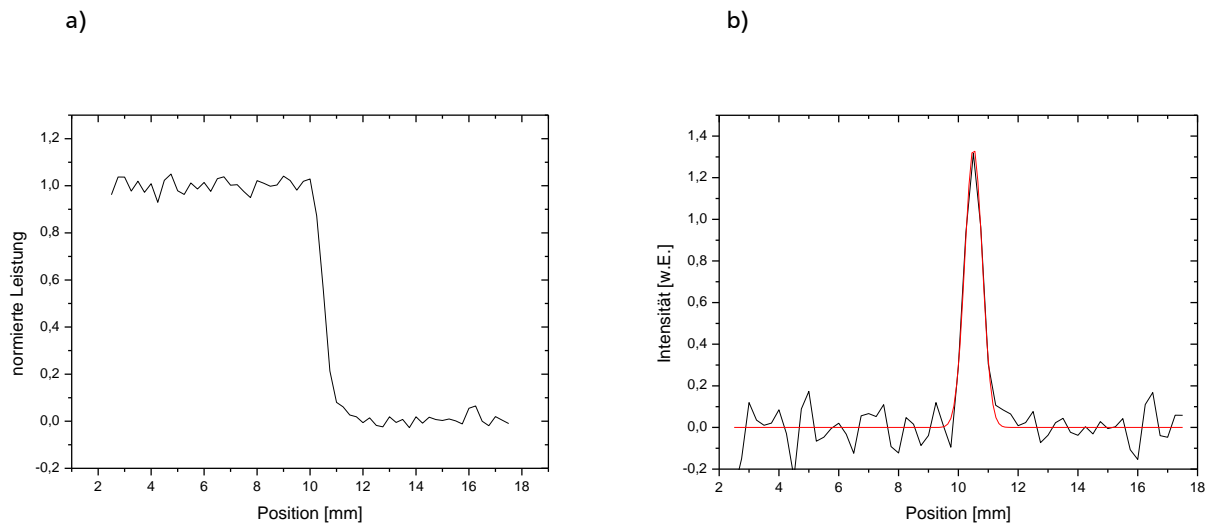 a)
b)
1,2
1,0
0,8
0,6
0,4
0,2
0,0
-0,2
2 4 6 8 10 12 14 16 18
normierte Leistung
Position [mm]
1,4
1,2
1,0
0,8
0,6
0,4
0,2
0,0
-0,2
2 4 6 8 10 12 14 16 18
Intensität [w.E.]
Position [mm]